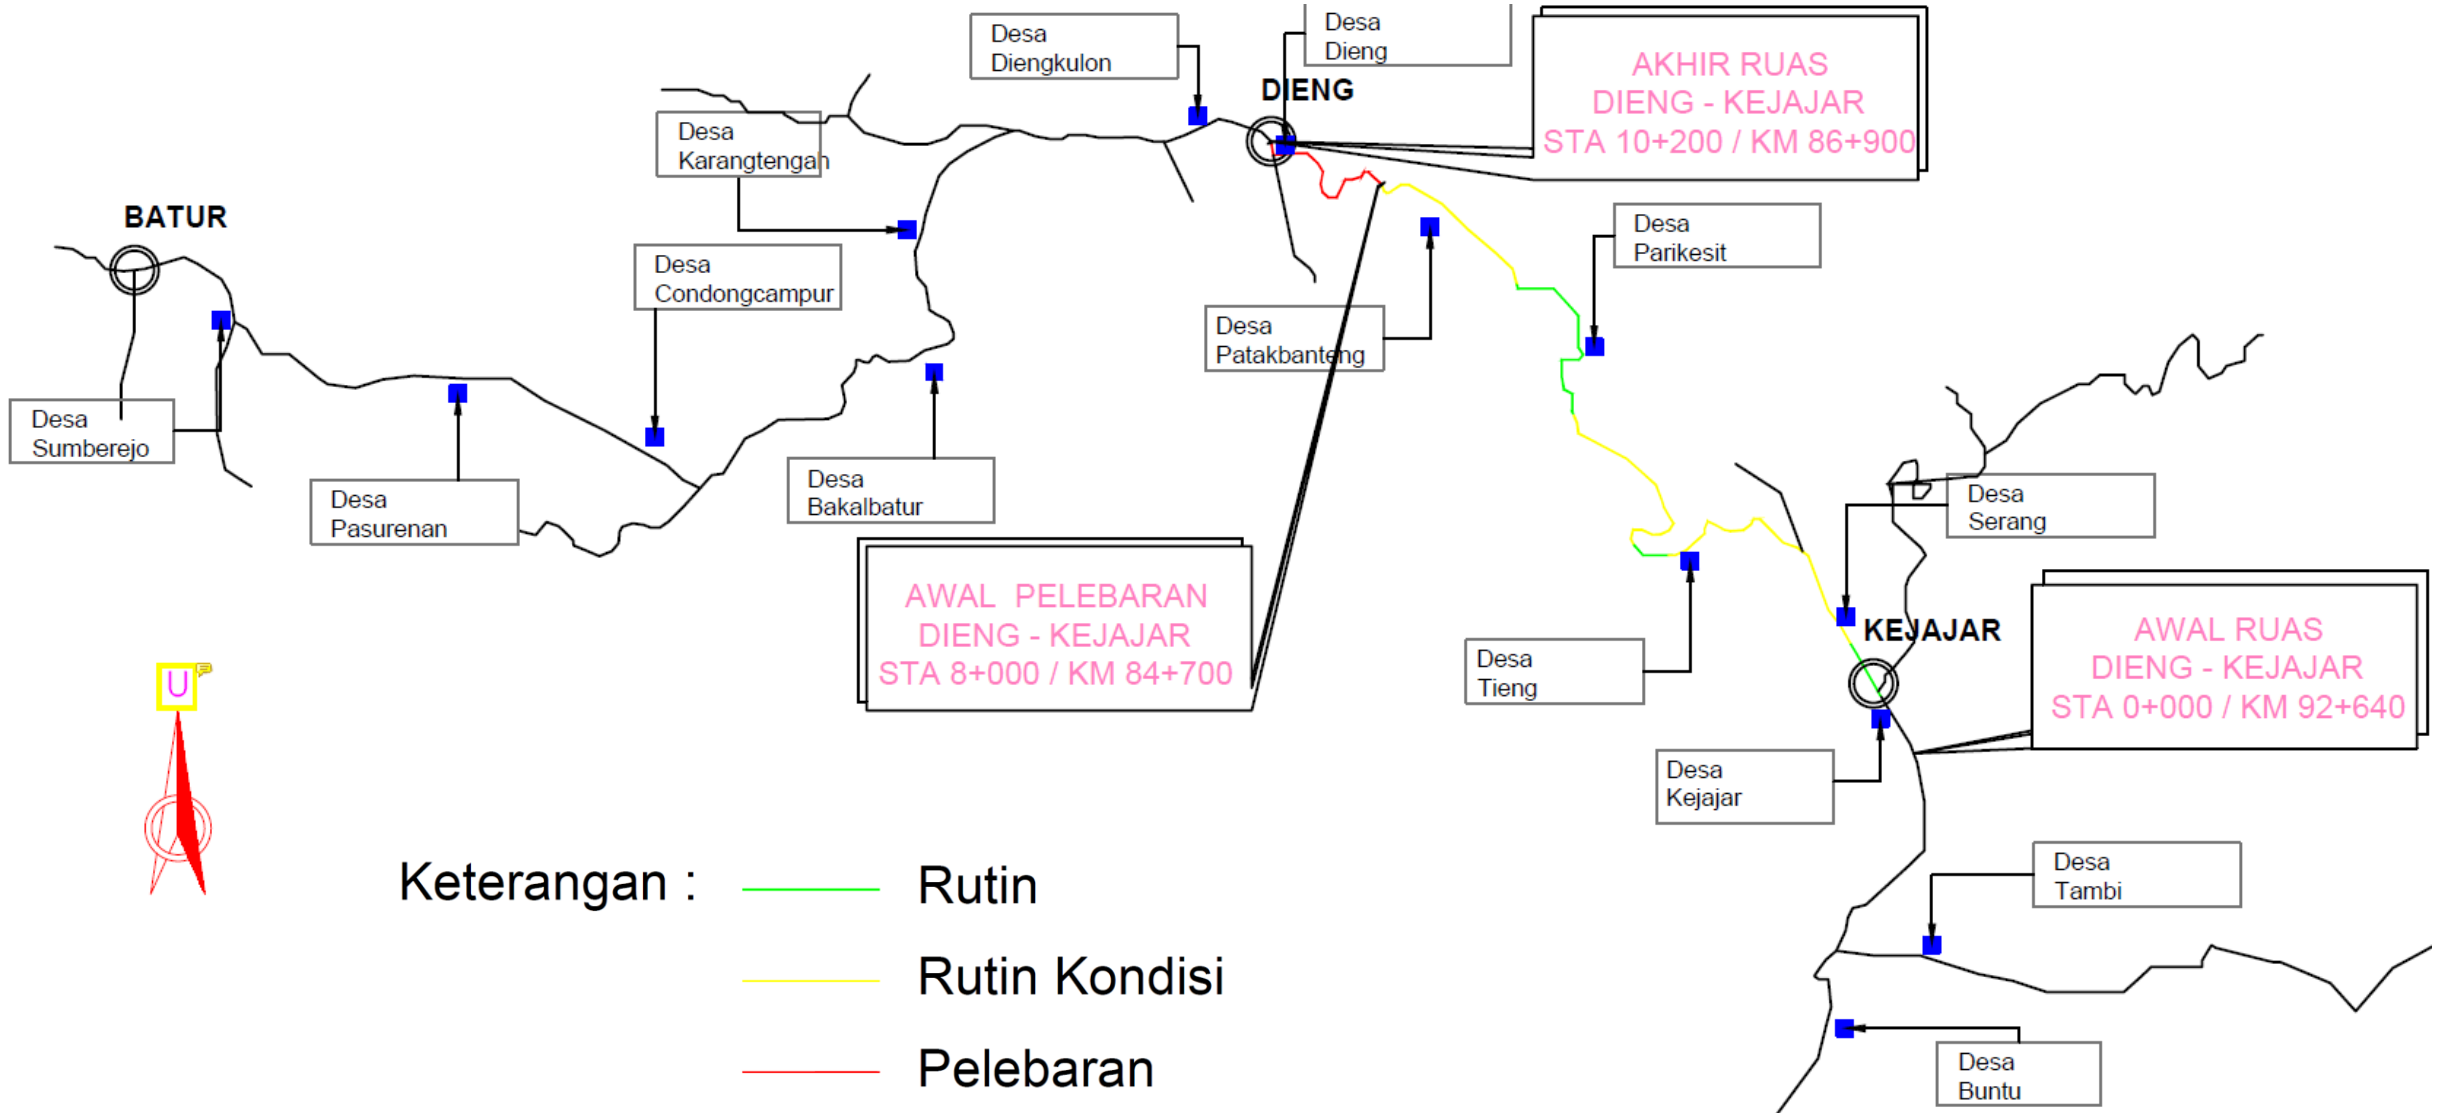 Desa
Diengkulon
Desa
Dieng
DIENG
AKHIR RUAS
DIENG - KEJAJAR
STA 10+200 / KM 86+900
Desa
Karangtengah
BATUR
Desa
Condongcampur
Desa
Parikesit
Desa
Patakbanteng
Desa
Sumberejo
Desa
Pasurenan
Desa
Bakalbatur
Desa
Serang
AWAL PELEBARAN
DIENG - KEJAJAR
STA 8+000 / KM 84+700
KEJAJAR
AWAL RUAS
DIENG - KEJAJAR
STA 0+000 / KM 92+640
Desa
Tieng
U
Desa
Kejajar
Desa
Tambi
Keterangan :
Rutin
Rutin Kondisi
Pelebaran
Desa
Buntu